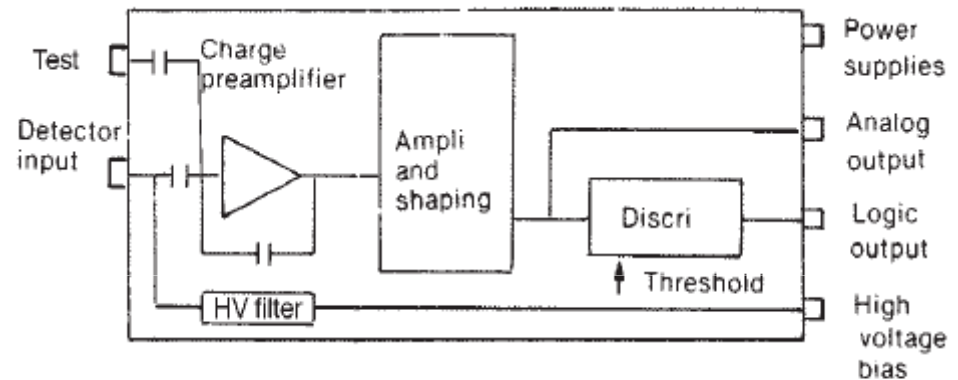 Test
Charge
preamplifier
Detector
input
Ampli
and
shaping
Discri
Threshold
HV filter
Power
supplies
Analog
output
Logic
output
High
voltage
bias